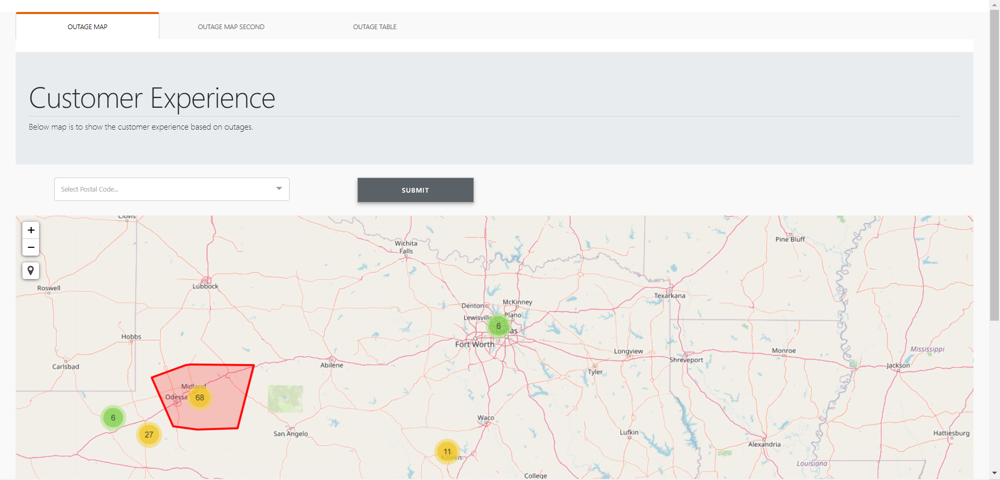 OUTAGE MAP
OUTAGE MAP SECOND
OUTAGE TABLE
Customer Experience
Below map is to show the customer experience based on outages.
Select Postal Code...
SUBMIT
+
−
Clovis
Wichita
Falls
Pine Bluff
Roswell
Lubbock
Texarkana
Denton
McKinney
Lewisville
Plano
6
Dallas
Fort Worth
Hobbs
Longview
Shreveport
Monroe
Mississippi
Carlsbad
Abilene
Tyler
Jackson
Midland
Odessa
68
6
27
San Angelo
Waco
Lufkin
Hattiesburg
Alexandria
11
Killeen
Louisiana
College